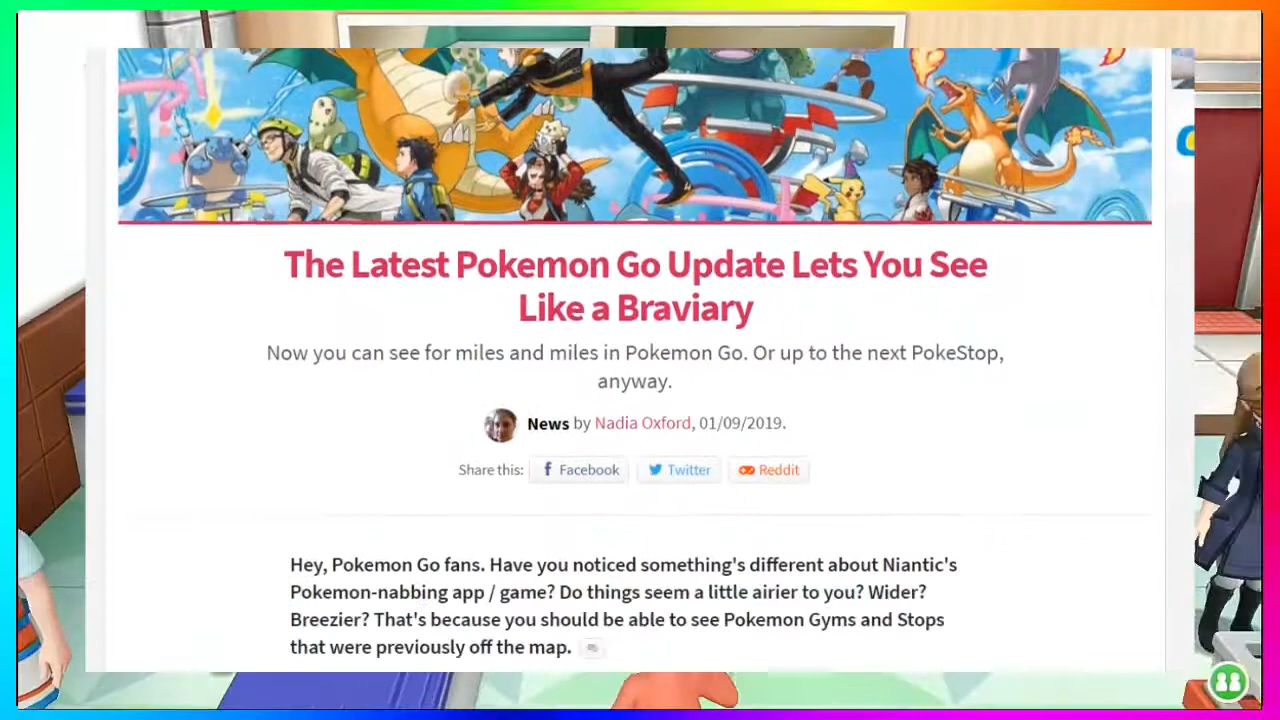 The Latest Pokemon Go Update Lets You See
Like a Braviary
Now you can see for miles and miles in Pokemon Go. Or up to the next PokeStop,
anyway.
News by Nadia Oxford, 01/09/2019.
Share this: Facebook Twitter Reddit
Hey, Pokemon Go fans. Have you noticed something's different about Niantic's
Pokemon-nabbing app / game? Do things seem a little airier to you? Wider?
Breezier? That's because you should be able to see Pokemon Gyms and Stops
that were previously off the map.